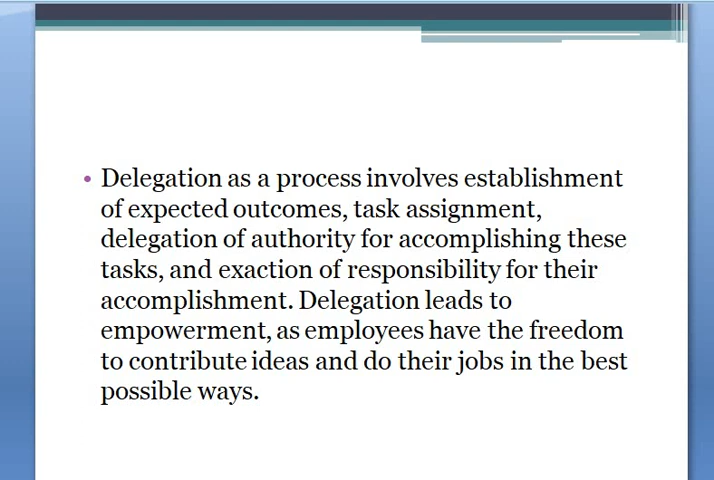 • Delegation as a process involves establishment
of expected outcomes, task assignment,
delegation of authority for accomplishing these
tasks, and exaction of responsibility for their
accomplishment. Delegation leads to
empowerment, as employees have the freedom
to contribute ideas and do their jobs in the best
possible ways.